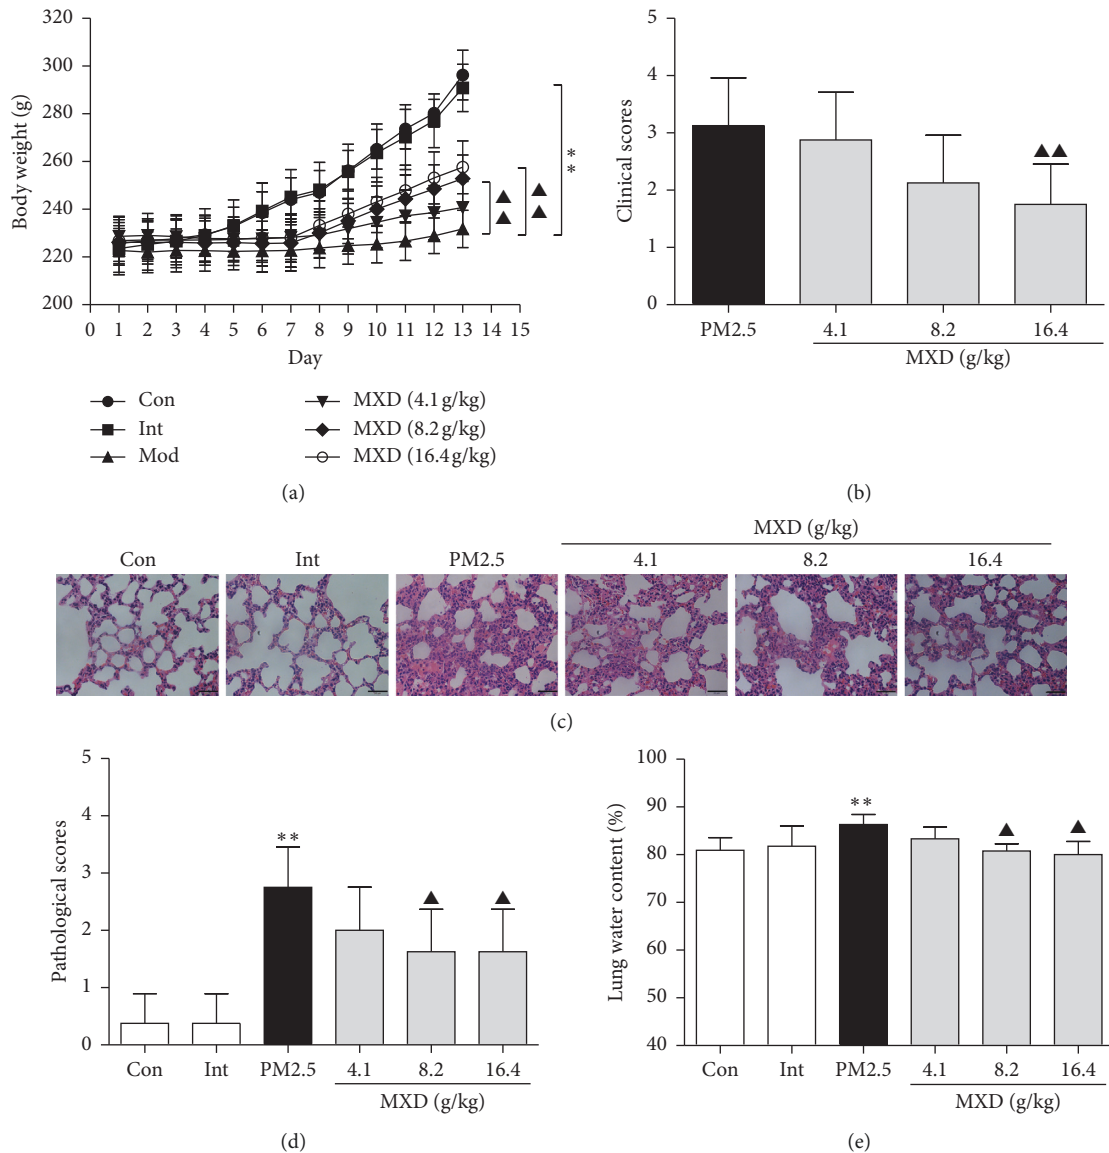 320
300
280
260
240
220
200
Body weight (g)
0 1 2 3 4 5 6 7 8 9 10 11 12 13 14 15
Day
**
▲▲
▲▲
Con
Int
Mod
MXD (4.1 g/kg)
MXD (8.2 g/kg)
MXD (16.4 g/kg)
(a)
5
4
3
2
1
0
Clinical scores
▲▲
PM2.5 4.1 8.2 16.4
MXD (g/kg)
(b)
MXD (g/kg)
Con Int PM2.5 4.1 8.2 16.4
(c)
5
4
3
2
1
0
Pathological scores
** ▲ ▲
Con Int PM2.5 4.1 8.2 16.4
MXD (g/kg)
(d)
100
90
80
70
60
50
40
Lung water content (%)
** ▲ ▲
Con Int PM2.5 4.1 8.2 16.4
MXD (g/kg)
(e)